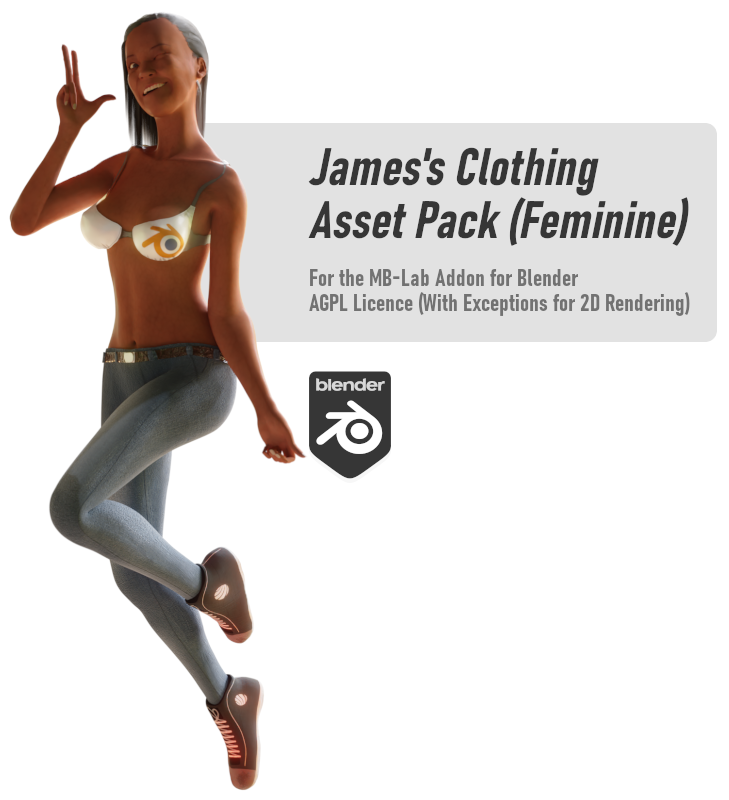 James's Clothing
Asset Pack (Feminine)
For the MB-Lab Addon for Blender
AGPL Licence (With Exceptions for 2D Rendering)
blender